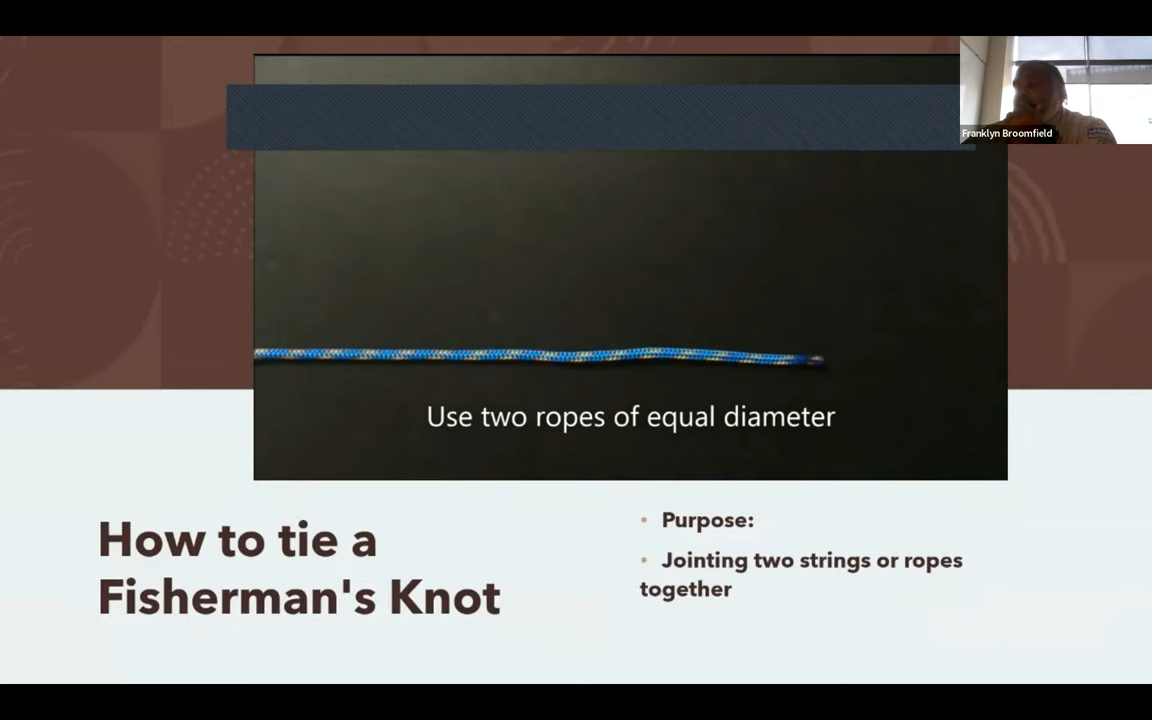 Franklyn Broomfield
Use two ropes of equal diameter
How to tie a
Fisherman's Knot
• Purpose:
• Jointing two strings or ropes
together